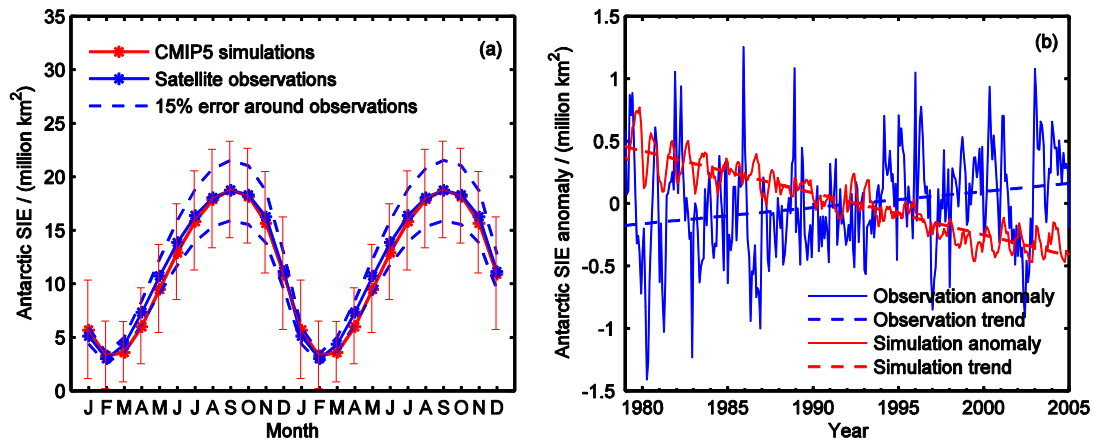 (a)
CMIP5 simulations
Satellite observations
15% error around observations
Antarctic SIE / (million km²)
35
30
25
20
15
10
5
0
J F M A M J J A S O N D J F M A M J J A S O N D
Month
(b)
Antarctic SIE anomaly / (million km²)
1.5
1
0.5
0
-0.5
-1
-1.5
Observation anomaly
Observation trend
Simulation anomaly
Simulation trend
1980 1985 1990 1995 2000 2005
Year